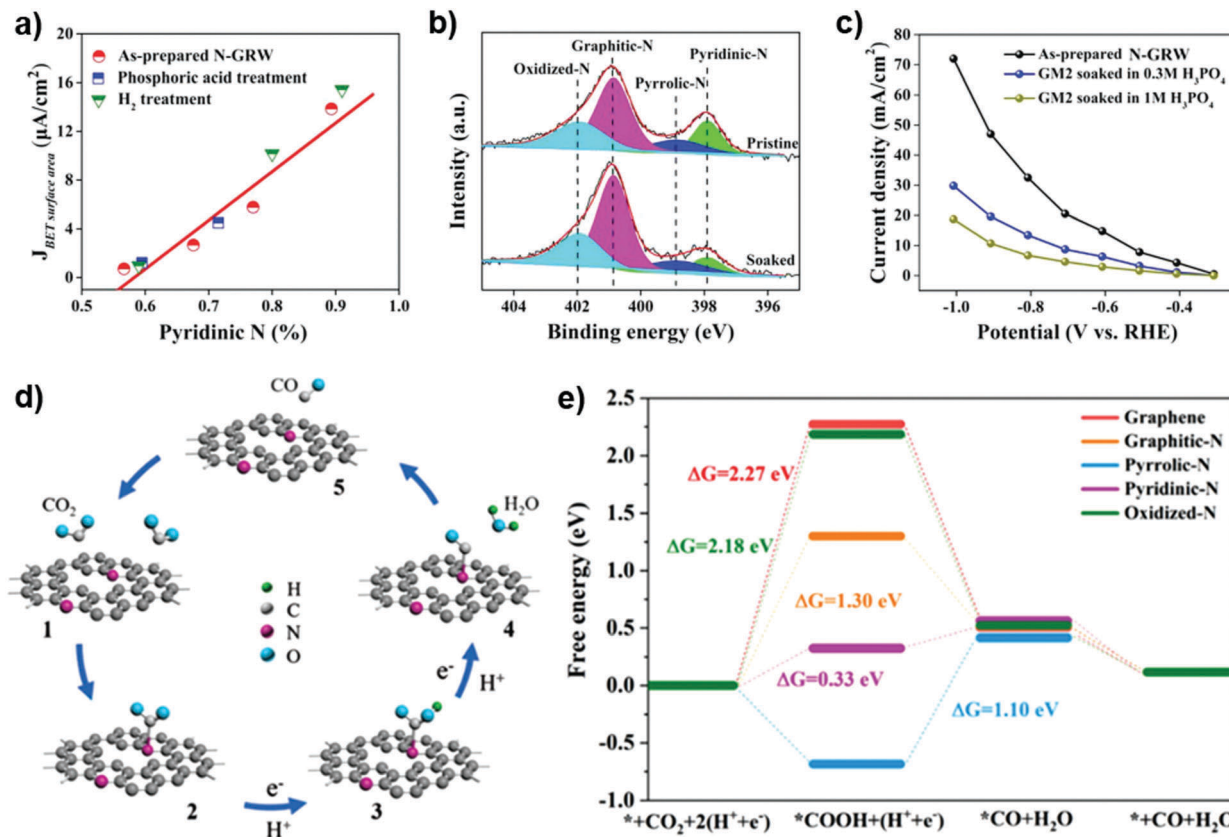 a)
20
16
12
8
4
0
J_BET surface area (μA/cm²)
As-prepared N-GRW
Phosphoric acid treatment
H₂ treatment
0.5 0.6 0.7 0.8 0.9 1.0
Pyridinic N (%)
b)
Intensity (a.u.)
Graphitic-N
Pyridinic-N
Oxidized-N
Pyrrolic-N
Pristine
Soaked
404 402 400 398 396
Binding energy (eV)
c)
80
70
60
50
40
30
20
10
0
Current density (mA/cm²)
As-prepared N-GRW
GM2 soaked in 0.3M H₃PO₄
GM2 soaked in 1M H₃PO₄
-1.0 -0.8 -0.6 -0.4
Potential (V vs. RHE)
d)
CO
5
CO₂
H₂O
1
H
C
N
O
4
e⁻
H⁺
2
e⁻
H⁺
3
e)
2.5
2.0
1.5
1.0
0.5
0.0
-0.5
-1.0
Free energy (eV)
Graphene
Graphitic-N
Pyrrolic-N
Pyridinic-N
Oxidized-N
ΔG=2.27 eV
ΔG=2.18 eV
ΔG=1.30 eV
ΔG=0.33 eV
ΔG=1.10 eV
*+CO₂+2(H⁺+e⁻) *COOH+(H⁺+e⁻) *CO+H₂O *+CO+H₂O